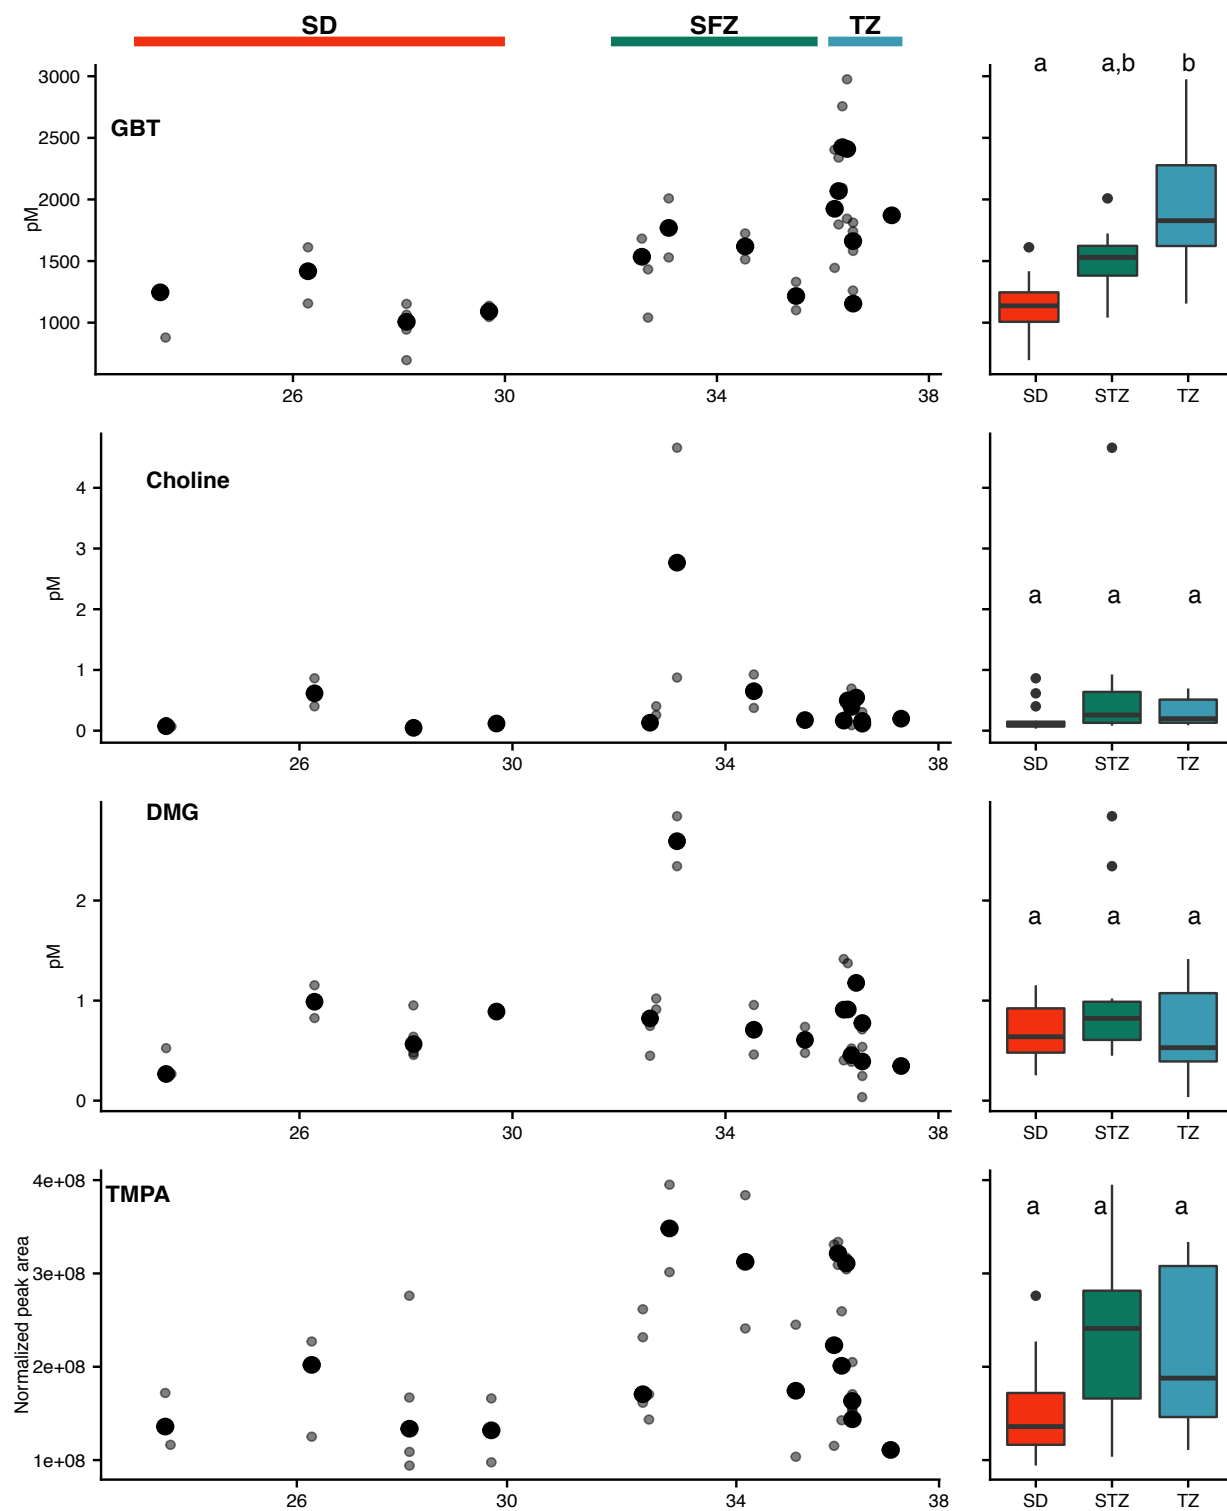 SD SFZ TZ
GBT
a a,b b
3000
2500
2000
1500
1000
pM
26 30 34 38
SD STZ TZ
Choline
4
3
2
1
0
pM
a a a
26 30 34 38
SD STZ TZ
DMG
2
1
0
pM
a a a
26 30 34 38
SD STZ TZ
TMPA
4e+08
3e+08
2e+08
1e+08
Normalized peak area
a a a
26 30 34 38
SD STZ TZ